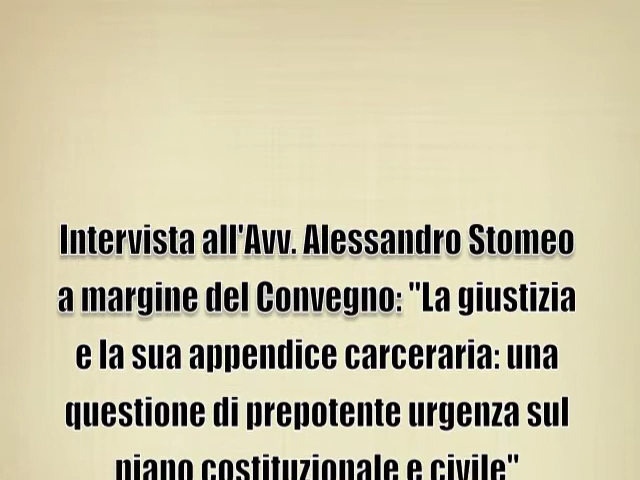 Intervista all'Avv. Alessandro Stomeo
a margine del Convegno: "La giustizia
e la sua appendice carceraria: una
questione di prepotente urgenza sul
piano costituzionale e civile"